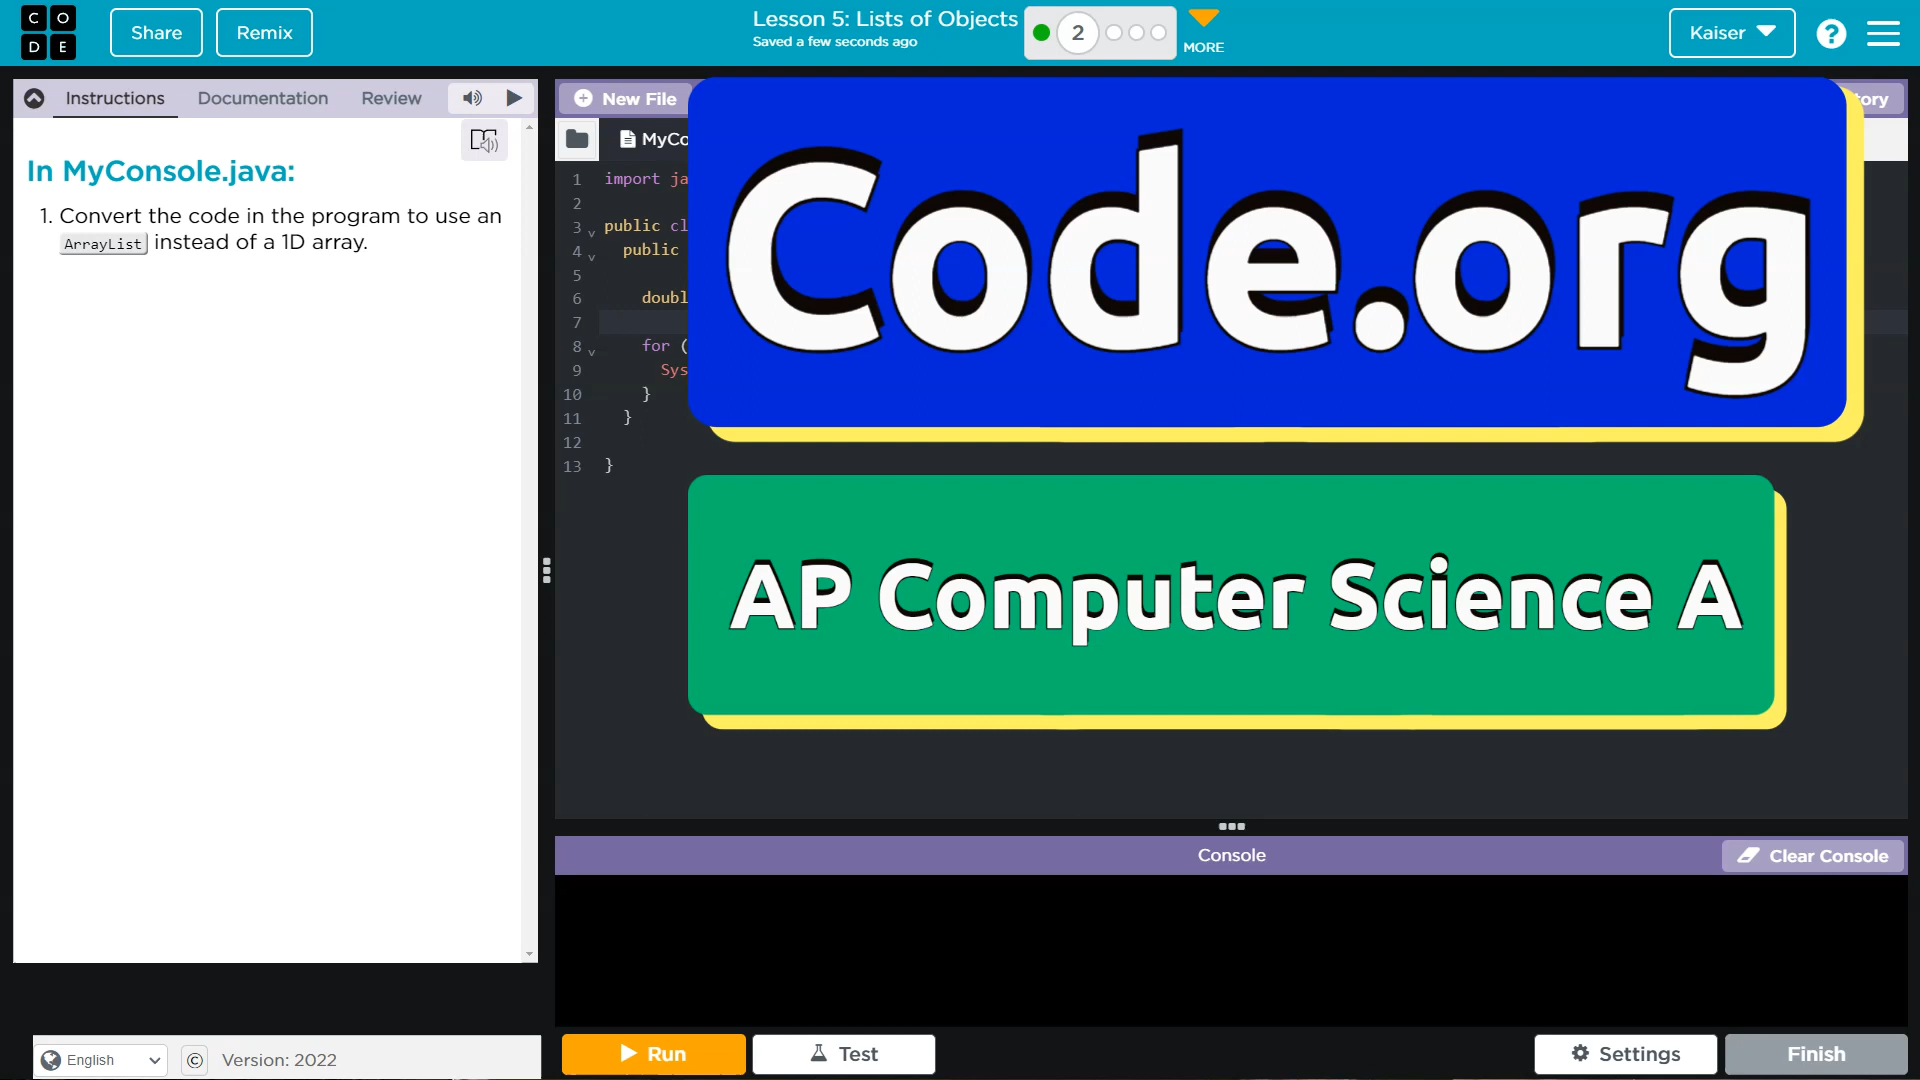 C O
D E
Share
Remix
Lesson 5: Lists of Objects
Saved a few seconds ago
2
MORE
Kaiser
?
Instructions
Documentation
Review
In MyConsole.java:
1. Convert the code in the program to use an
ArrayList instead of a 1D array.
New File
MyCo
1 import ja
2
3 public cl
4 public
5
6 doubl
7
8 for (
9 Sys
10 }
11 }
12
13 }
Code.org
AP Computer Science A
Console
Clear Console
English
©
Version: 2022
Run
Test
Settings
Finish